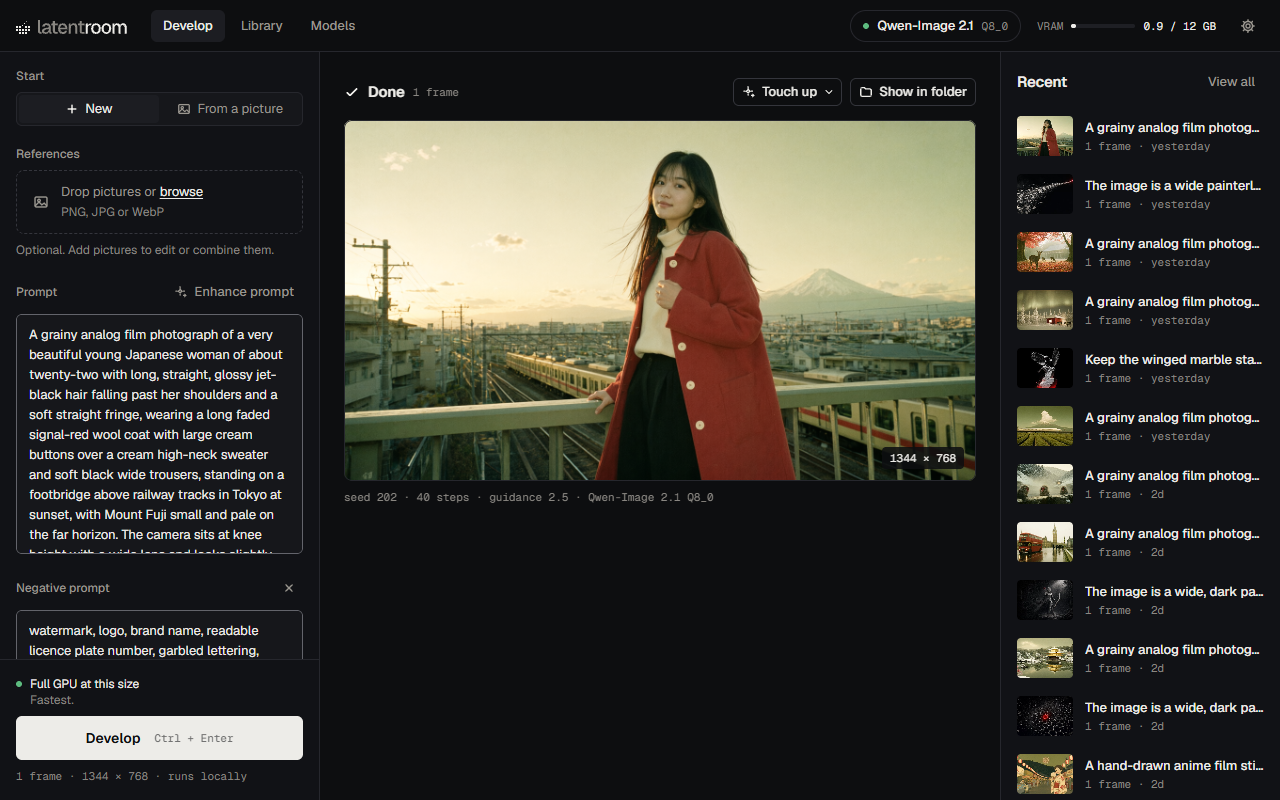 latentroom
Develop
Library
Models
Qwen-Image 2.1 Q8_0
VRAM
0.9 / 12 GB
Start
New
From a picture
References
Drop pictures or browse
PNG, JPG or WebP
Optional. Add pictures to edit or combine them.
Prompt
Enhance prompt
A grainy analog film photograph of a very
beautiful young Japanese woman of about
twenty-two with long, straight, glossy jet-
black hair falling past her shoulders and a
soft straight fringe, wearing a long faded
signal-red wool coat with large cream
buttons over a cream high-neck sweater
and soft black wide trousers, standing on a
footbridge above railway tracks in Tokyo at
sunset, with Mount Fuji small and pale on
the far horizon. The camera sits at knee
height with a wide lens and looks slightly
Negative prompt
watermark, logo, brand name, readable
licence plate number, garbled lettering,
Full GPU at this size
Fastest.
Develop Ctrl + Enter
1 frame · 1344 × 768 · runs locally
Done 1 frame
Touch up
Show in folder
1344 × 768
seed 202 · 40 steps · guidance 2.5 · Qwen-Image 2.1 Q8_0
Recent
View all
A grainy analog film photog...
1 frame · yesterday
The image is a wide painterl...
1 frame · yesterday
A grainy analog film photog...
1 frame · yesterday
A grainy analog film photog...
1 frame · yesterday
Keep the winged marble sta...
1 frame · yesterday
A grainy analog film photog...
1 frame · yesterday
A grainy analog film photog...
1 frame · 2d
A grainy analog film photog...
1 frame · 2d
The image is a wide, dark pa...
1 frame · 2d
A grainy analog film photog...
1 frame · 2d
The image is a wide, dark pa...
1 frame · 2d
A hand-drawn anime film sti...
1 frame · 2d